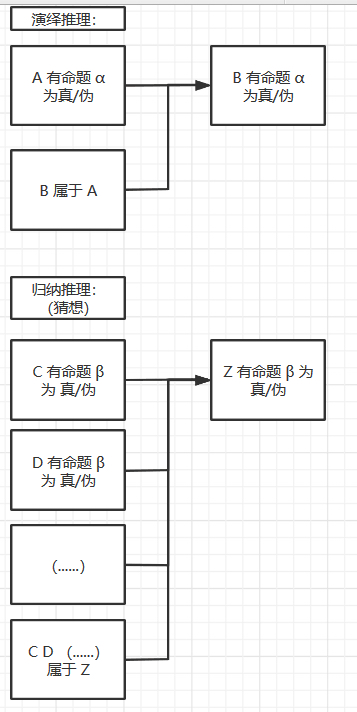 演绎推理：
A 有命题 α
为真/伪
B 有命题 α
为真/伪
B 属于 A
归纳推理：
(猜想)
C 有命题 β
为 真/伪
Z 有命题 β 为
真/伪
D 有命题 β
为 真/伪
（……）
C D （……）
属于 Z